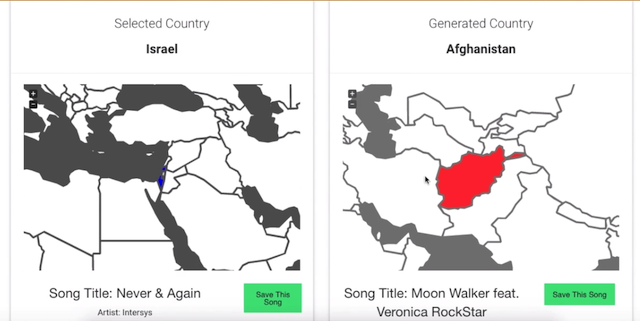 Selected Country
Israel
Generated Country
Afghanistan
+
-
+
-
Song Title: Never & Again
Artist: Intersys
Save This
Song
Song Title: Moon Walker feat.
Veronica RockStar
Save This Song